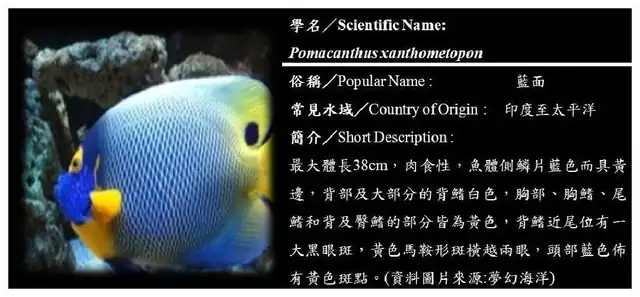 學名／Scientific Name:
Pomacanthus xanthometopon
俗稱／Popular Name : 藍面
常見水域／Country of Origin : 印度至太平洋
簡介／Short Description :
最大體長38cm，肉食性，魚體側鱗片藍色而具黃
邊，背部及大部分的背鰭白色，胸部、胸鰭、尾
鰭和背及臀鰭的部分皆為黃色，背鰭近尾位有一
大黑眼斑，黃色馬鞍形斑橫越兩眼，頭部藍色佈
有黃色斑點。(資料圖片來源:夢幻海洋)